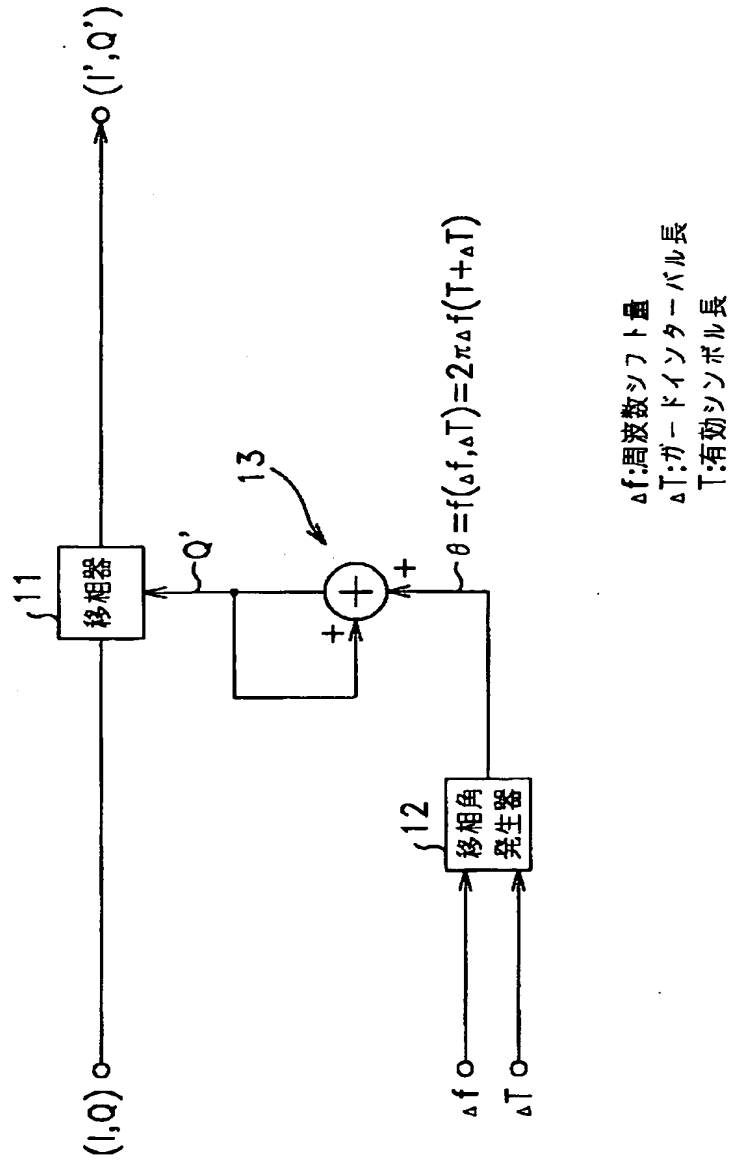 (I,Q)
11
移相器
(I',Q')
Q'
13
+
+
+
12
移相角
発生器
θ=f(Δf,ΔT)=2πΔf(T+ΔT)
Δf
ΔT
Δf:周波数シフト量
ΔT:ガードインターバル長
T:有効シンボル長